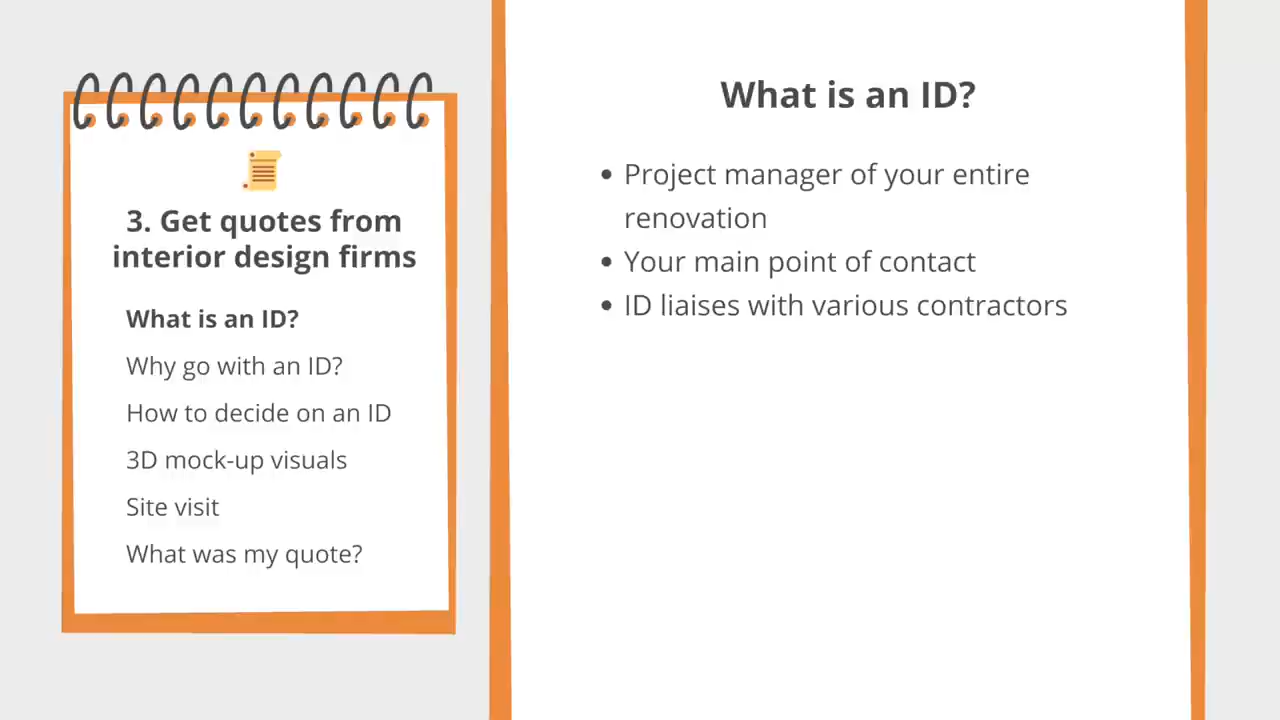 3. Get quotes from
interior design firms
What is an ID?
Why go with an ID?
How to decide on an ID
3D mock-up visuals
Site visit
What was my quote?
What is an ID?
• Project manager of your entire
renovation
• Your main point of contact
• ID liaises with various contractors